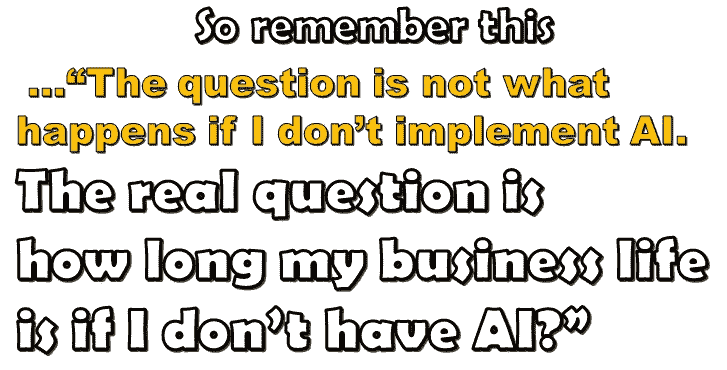 So remember this
...“The question is not what
happens if I don’t implement AI.
The real question is
how long my business life
is if I don’t have AI?”